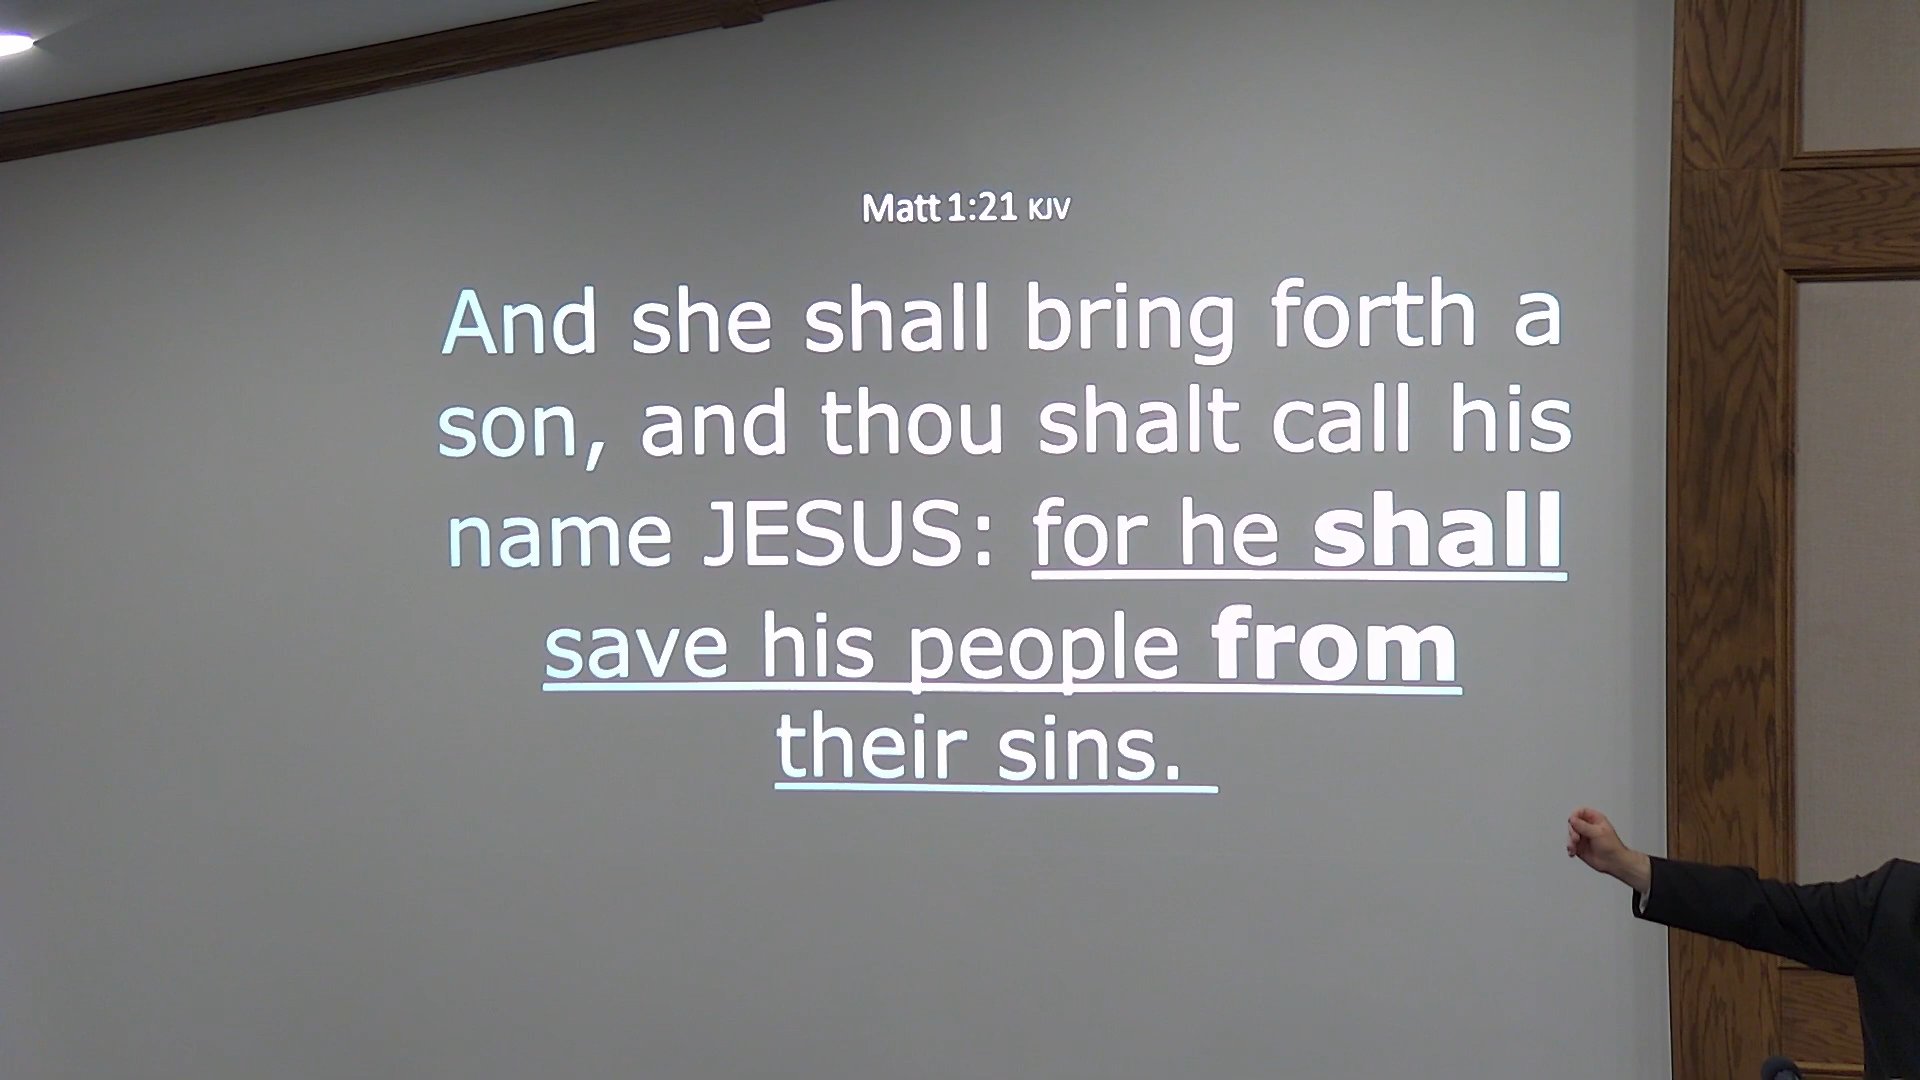 Matt 1:21 KJV
And she shall bring forth a
son, and thou shalt call his
name JESUS: for he shall
save his people from
their sins.